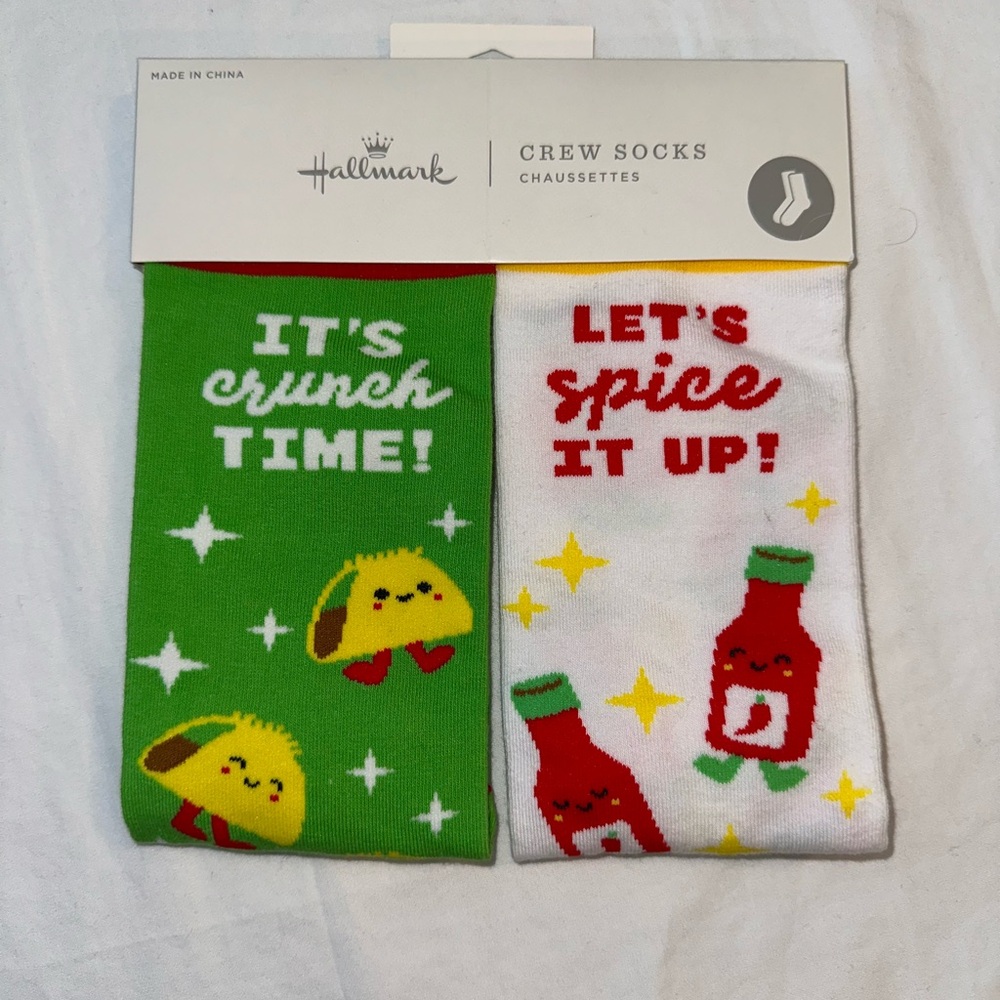 MADE IN CHINA
Hallmark
CREW SOCKS
CHAUSSETTES
IT'S
crunch
TIME!
LET'S
spice
IT UP!